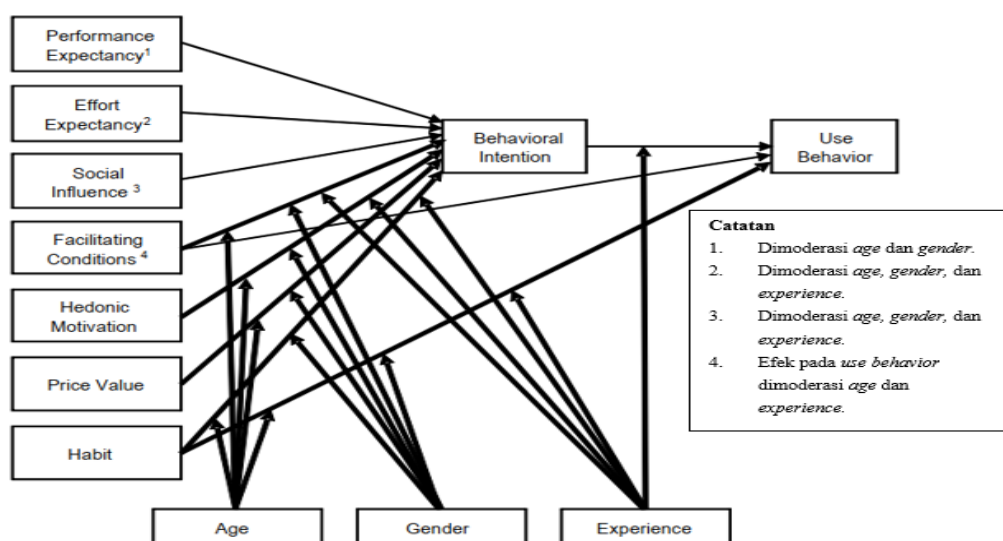 Performance
Expectancy¹
Effort
Expectancy²
Social
Influence ³
Facilitating
Conditions ⁴
Hedonic
Motivation
Price Value
Habit
Behavioral
Intention
Use
Behavior
Catatan
1. Dimoderasi age dan gender.
2. Dimoderasi age, gender, dan
experience.
3. Dimoderasi age, gender, dan
experience.
4. Efek pada use behavior
dimoderasi age dan
experience.
Age
Gender
Experience